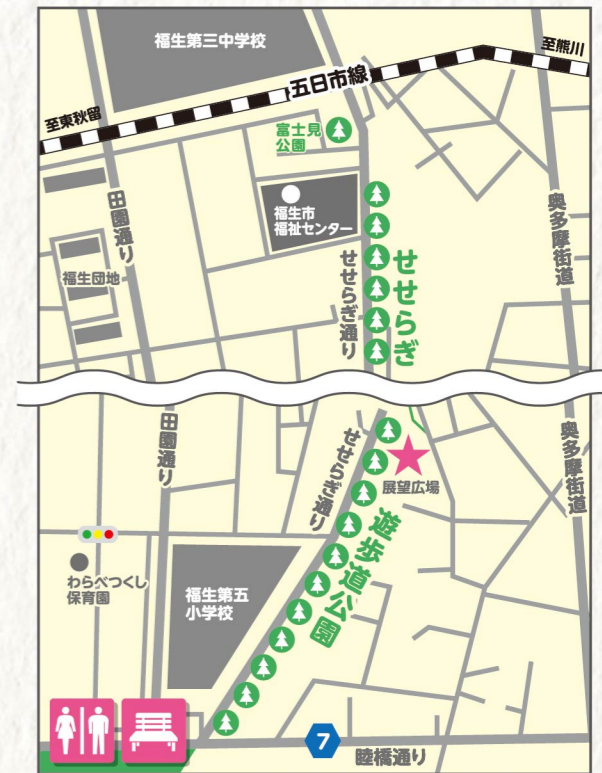 福生第三中学校
至熊川
五日市線
至東秋留
富士見
公園
田園通り
福生市
福祉センター
奥多摩街道
せせらぎ通り
せせらぎ
福生団地
田園通り
せせらぎ通り
奥多摩街道
展望広場
遊歩道公園
わらべつくし
保育園
福生第五
小学校
7
睦橋通り